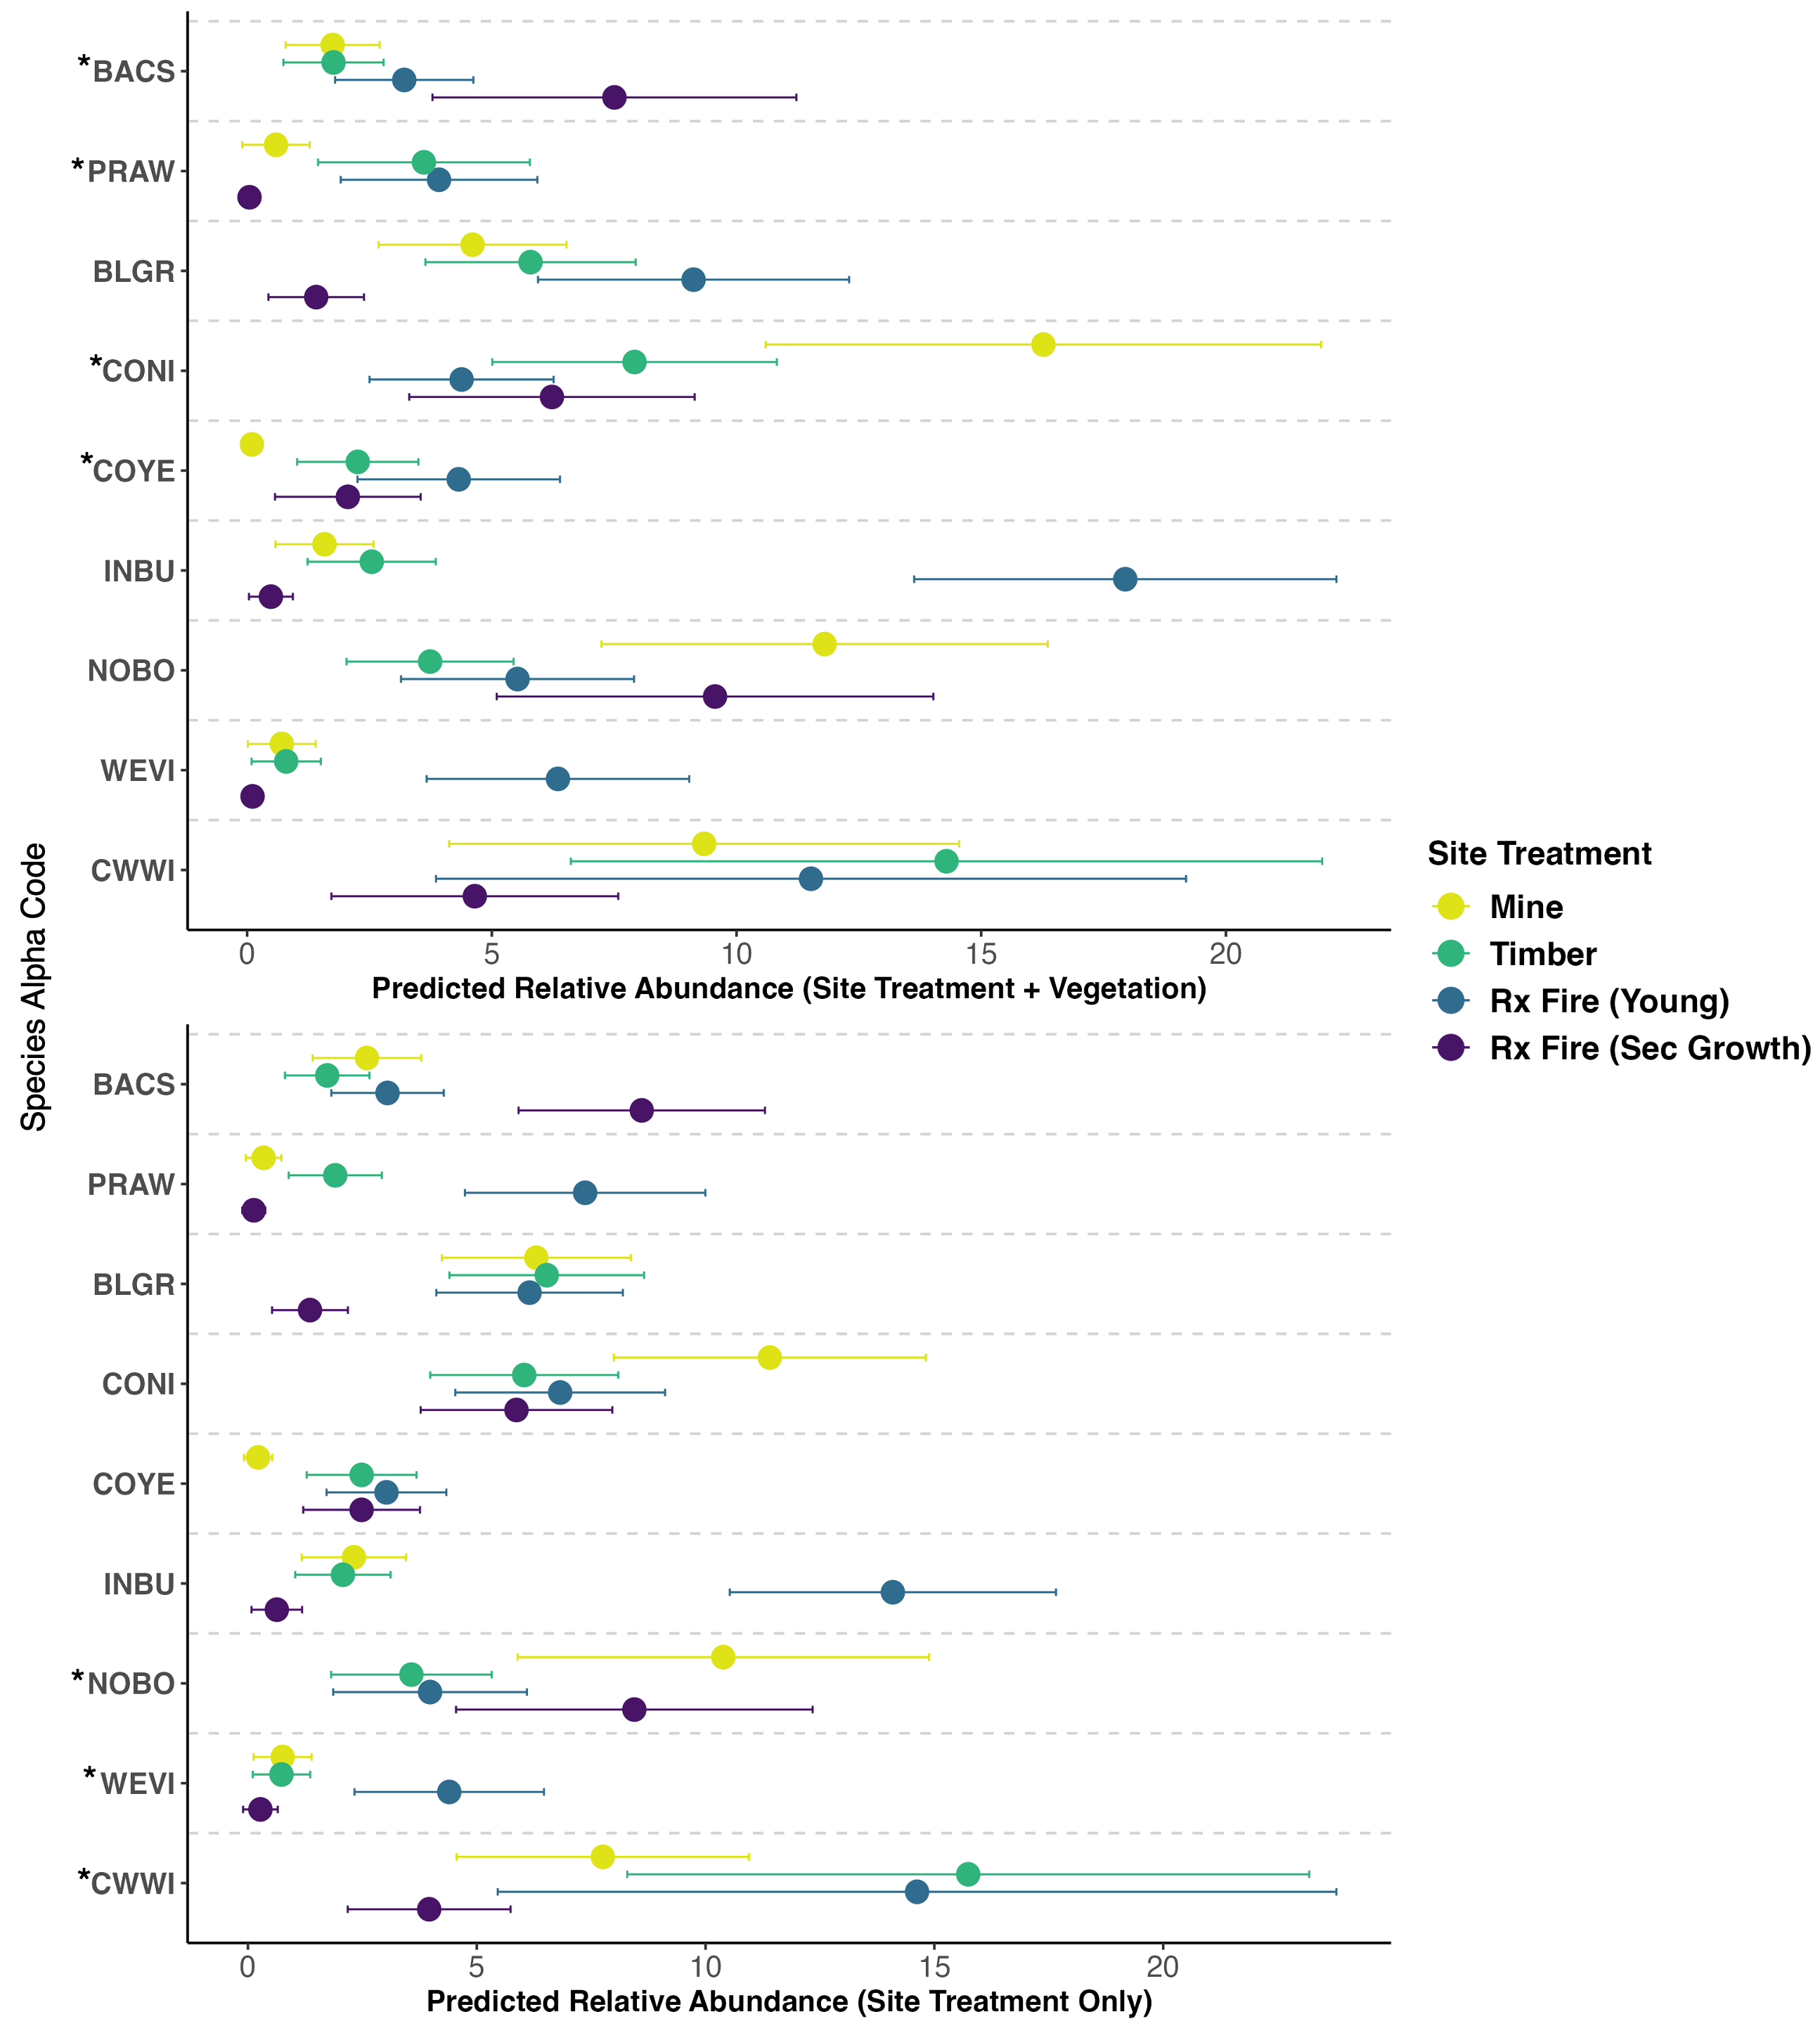 *BACS
*PRAW
BLGR
*CONI
*COYE
INBU
NOBO
WEVI
CWWI
0 5 10 15 20
Predicted Relative Abundance (Site Treatment + Vegetation)
Species Alpha Code
Site Treatment
Mine
Timber
Rx Fire (Young)
Rx Fire (Sec Growth)
BACS
PRAW
BLGR
CONI
COYE
INBU
*NOBO
*WEVI
*CWWI
0 5 10 15 20
Predicted Relative Abundance (Site Treatment Only)